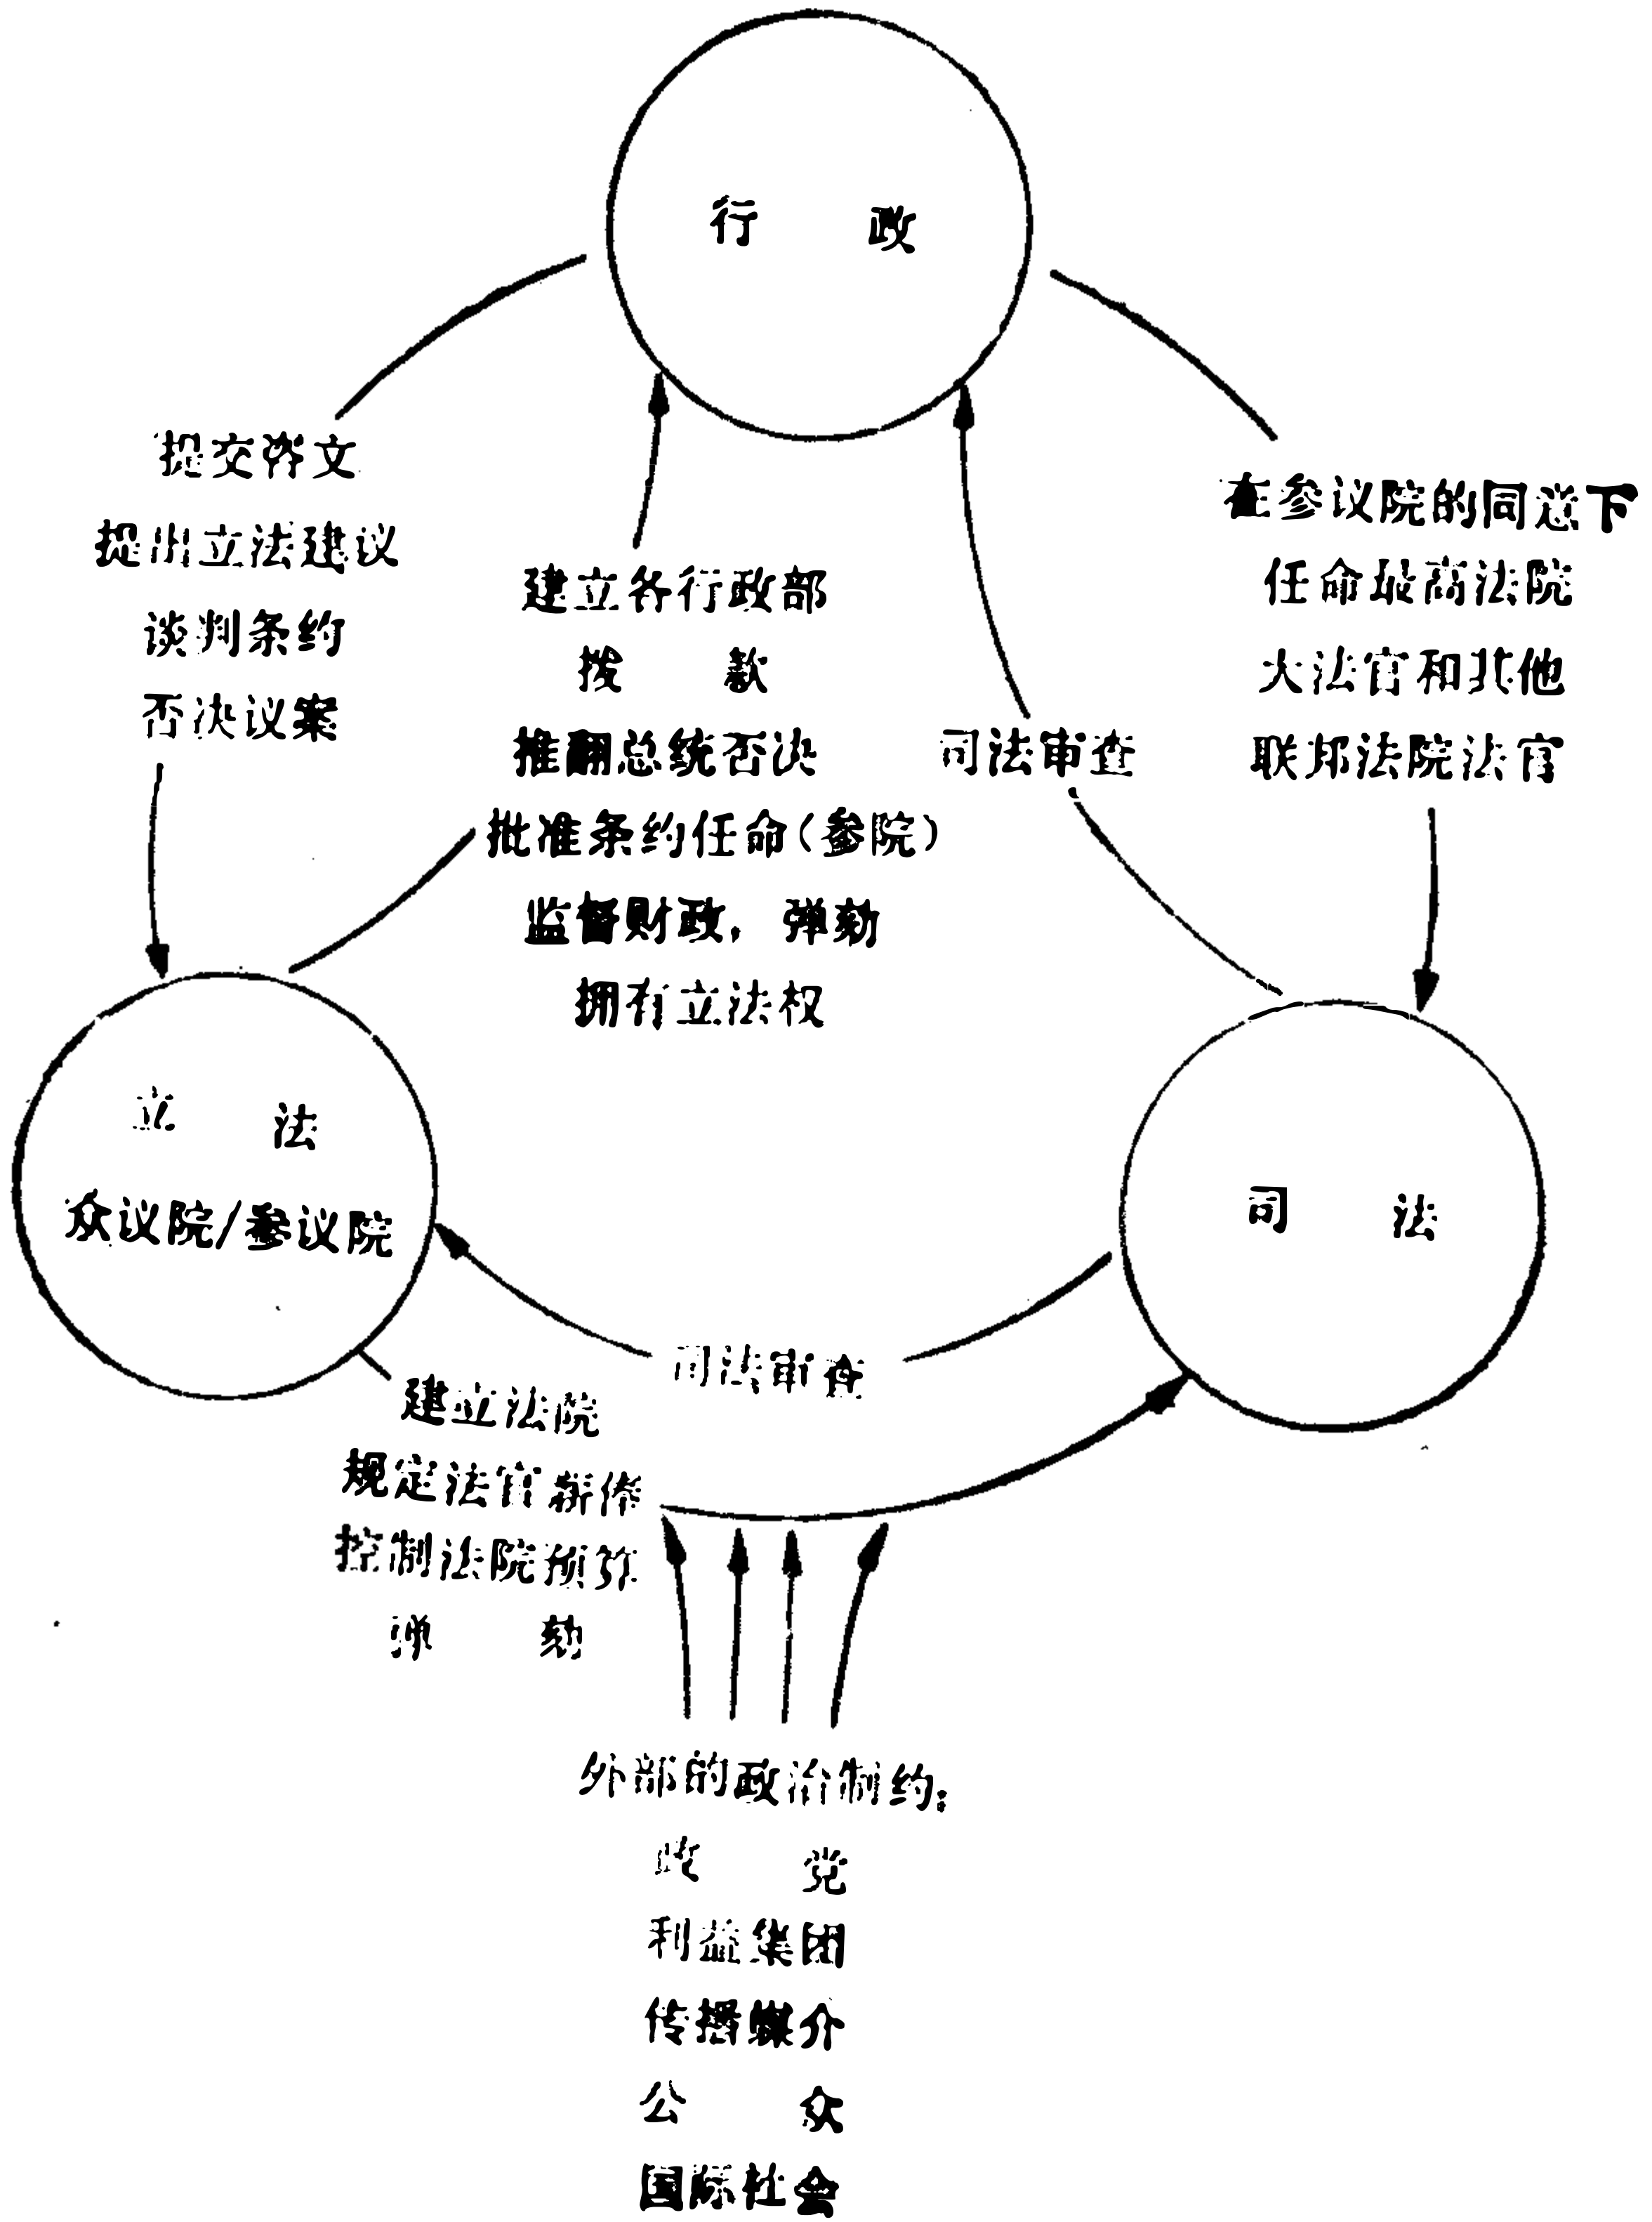 行 政
提交咨文
提出立法建议
谈判条约
否决议案
建立各行政部
拨 款
推翻总统否决
批准条约任命(参院)
监督财政,弹劾
拥有立法权
司法审查
在参议院的同意下
任命最高法院
大法官和其他
联邦法院法官
立 法
众议院/参议院
司 法
司法审查
建立法院
规定法官薪俸
控制法院预算
弹 劾
外部的政治制约:
政 党
利益集团
传播媒介
公 众
国际社会